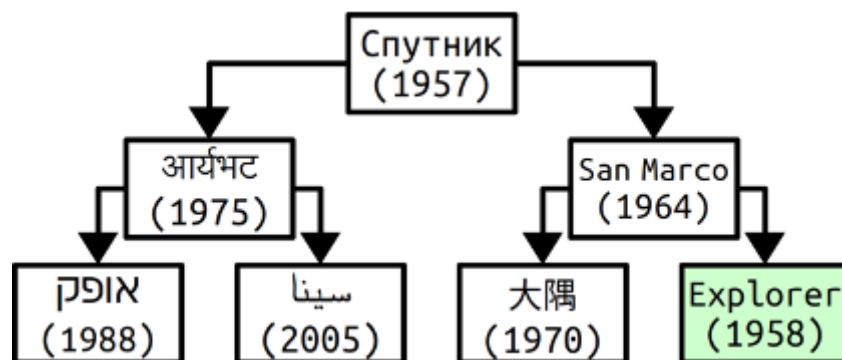 Спутник
(1957)
आर्यभट
(1975)
San Marco
(1964)
אופק
(1988)
سينا
(2005)
大隅
(1970)
Explorer
(1958)